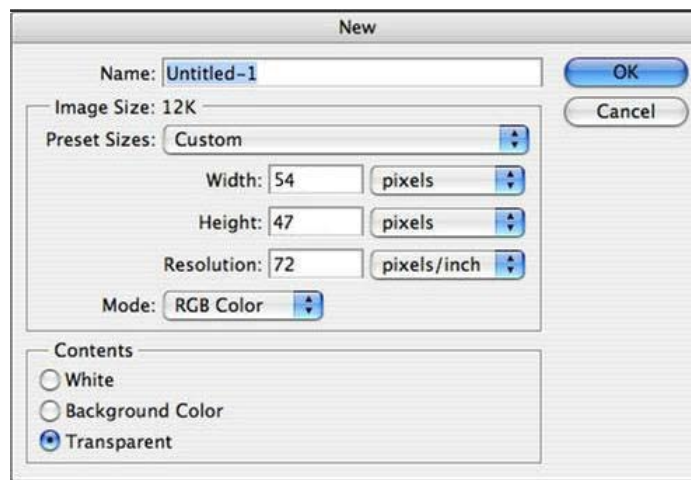 New
Name: Untitled-1
OK
Image Size: 12K
Cancel
Preset Sizes: Custom
Width: 54 pixels
Height: 47 pixels
Resolution: 72 pixels/inch
Mode: RGB Color
Contents
White
Background Color
Transparent